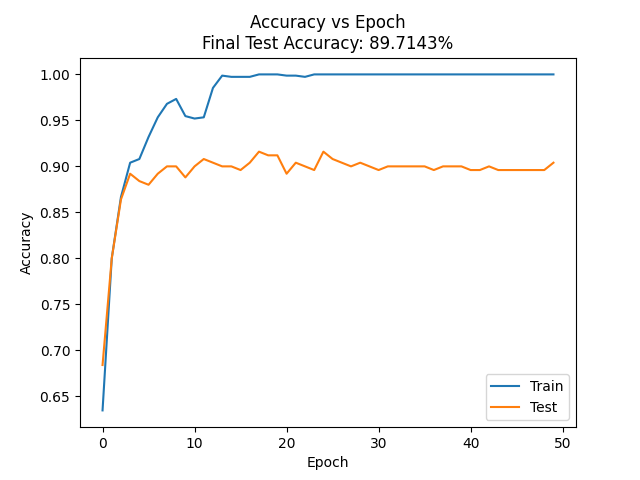 Accuracy vs Epoch
Final Test Accuracy: 89.7143%
1.00
0.95
0.90
0.85
0.80
0.75
0.70
0.65
Accuracy
0 10 20 30 40 50
Epoch
Train
Test